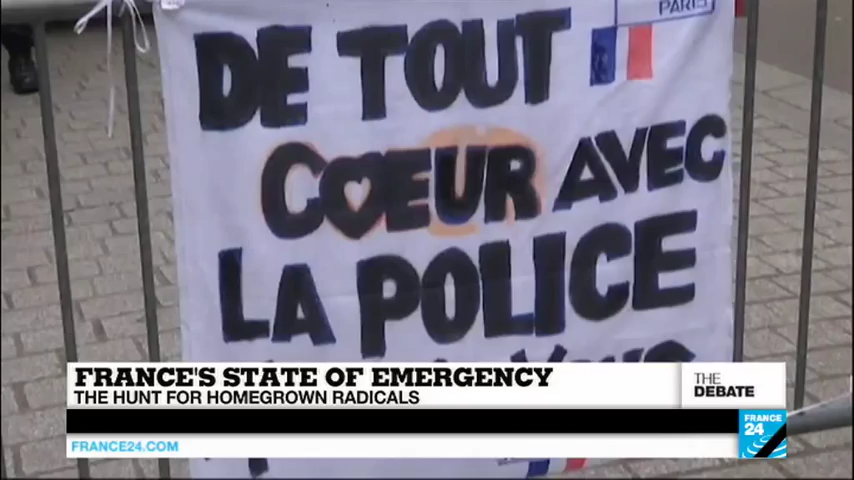 PARIS
DE TOUT
COEUR AVEC
LA POLICE
FRANCE'S STATE OF EMERGENCY
THE HUNT FOR HOMEGROWN RADICALS
THE
DEBATE
FRANCE
24
FRANCE24.COM